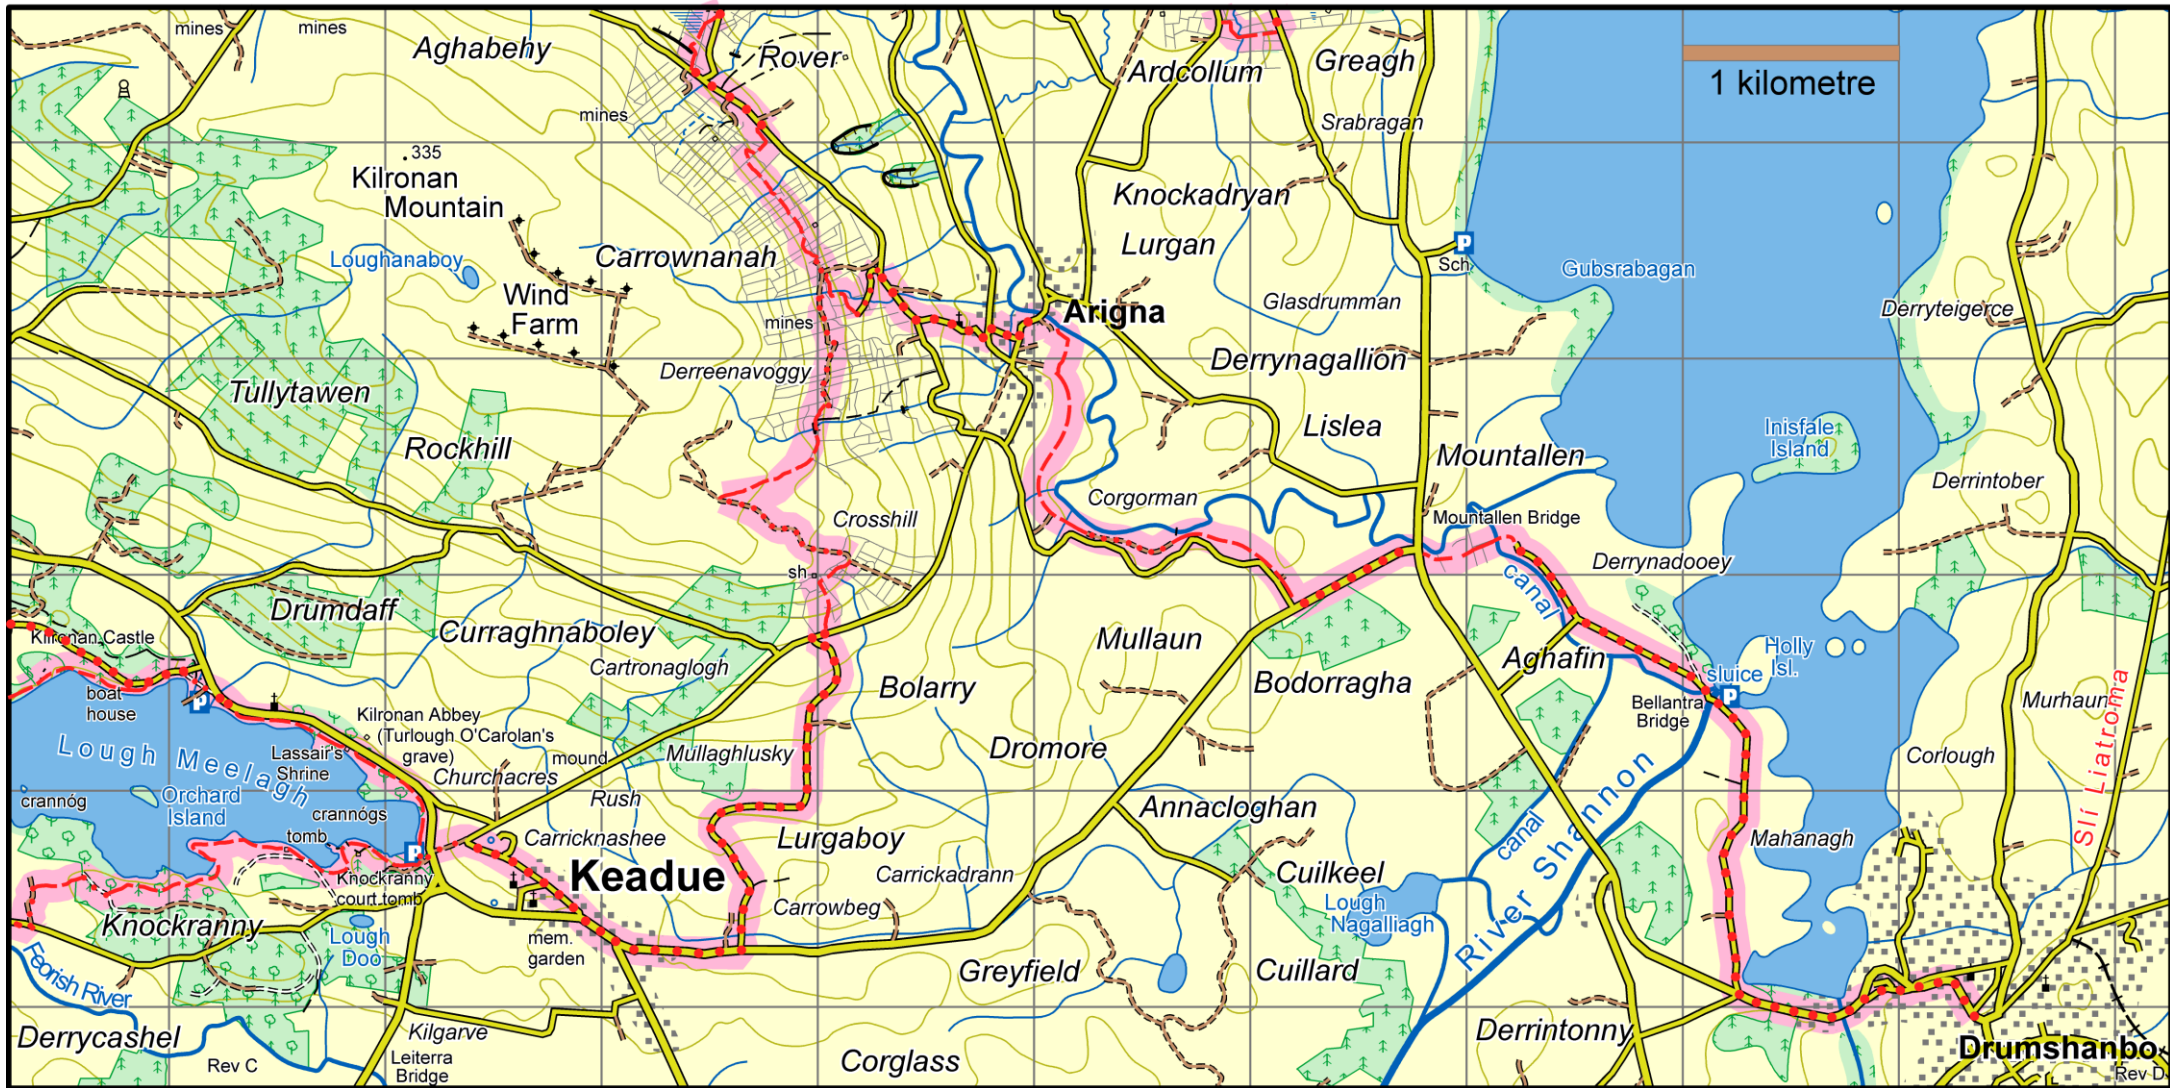 mines
mines
Aghabehy
Rover
Ardcollum
Greagh
1 kilometre
mines
Srabragan
335
Kilronan
Mountain
Knockadryan
Lurgan
P
Sch
Loughanaboy
Carrownanah
Gubsrabagan
Wind
Farm
Arigna
Glasdrumman
Derryteigerce
mines
Derreenavoggy
Derrynagallion
Tullytawen
Rockhill
Lislea
Mountallen
Inisfale
Island
Derrintober
Corgorman
Crosshill
Mountallen Bridge
Derrynadooey
sh
canal
Drumdaff
Curraghnaboley
Kilronan Castle
Cartronaglogh
Mullaun
Aghafin
Holly
Isl.
sluice
P
boat
house
P
Bolarry
Bodorragha
Bellantra
Bridge
Murhaun
Slí Liatroma
Kilronan Abbey
(Turlough O'Carolan's
grave)
Lough Meelagh
Lassair's
Shrine
mound
Churchacres
Mullaghlusky
Dromore
Corlough
crannóg
Orchard
Island
crannógs
tomb
Rush
Annacloghan
River Shannon
canal
P
Carricknashee
Lurgaboy
Mahanagh
Knockranny
court tomb
Keadue
Carrickadrann
Cuilkeel
Lough
Nagalliagh
Knockranny
Carrowbeg
Lough
Doo
mem.
garden
Greyfield
Cuillard
Feorish River
Derrycashel
Kilgarve
Derrintonny
Rev C
Leiterra
Bridge
Corglass
Drumshanbo
Rev D